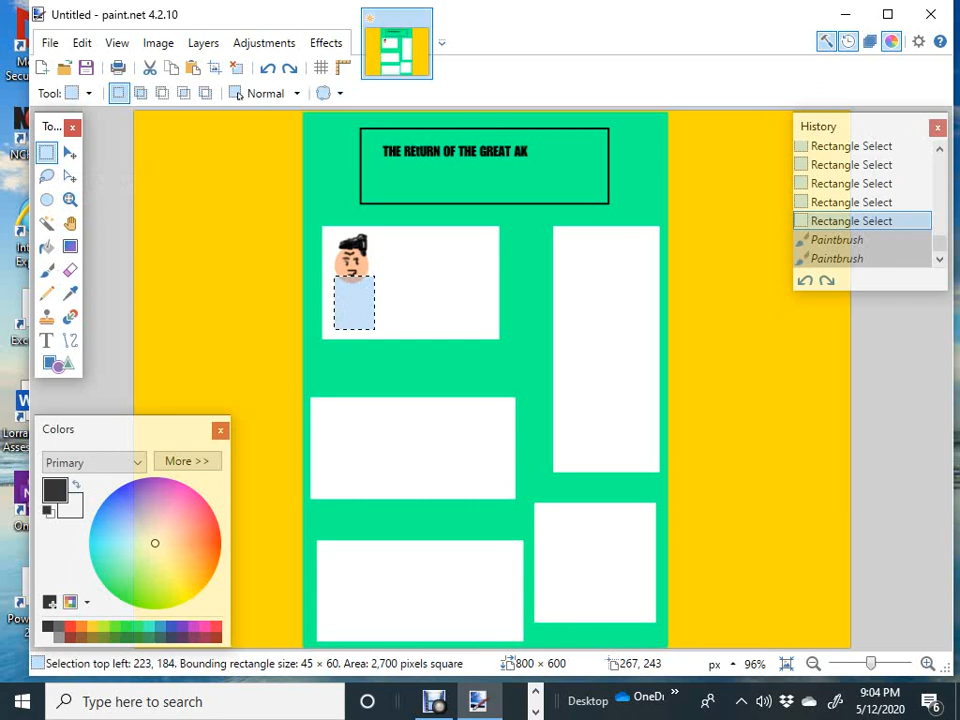 Untitled - paint.net 4.2.10
File Edit View Image Layers Adjustments Effects
Tool: Normal
To...
THE REtURN OF THE GREAT AK
History
Rectangle Select
Rectangle Select
Rectangle Select
Rectangle Select
Rectangle Select
Paintbrush
Paintbrush
Colors
Primary
More >>
Selection top left: 223, 184. Bounding rectangle size: 45 × 60. Area: 2,700 pixels square
800 × 600
267, 243
px
96%
Type here to search
Desktop
OneDr
9:04 PM
5/12/2020
6